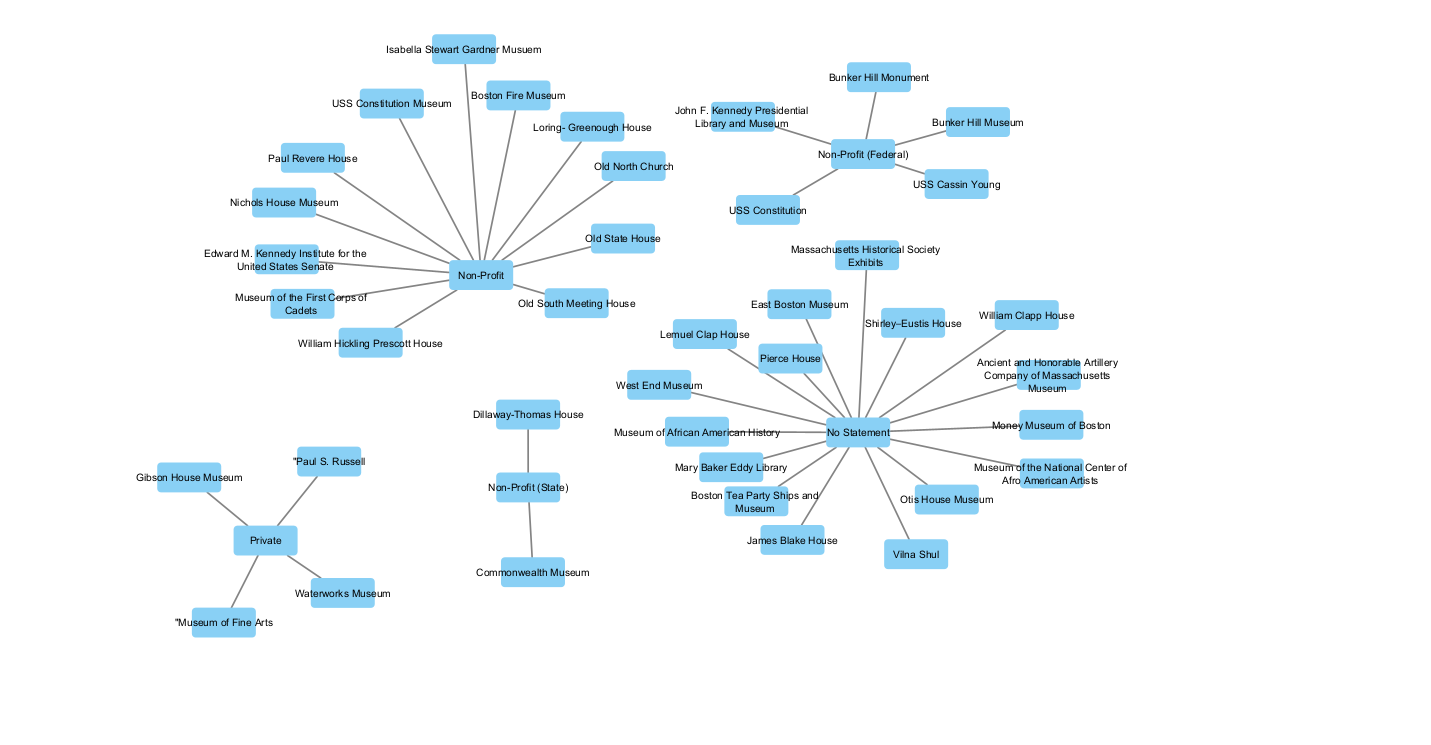 Isabella Stewart Gardner Musuem
Boston Fire Museum
USS Constitution Museum
Loring- Greenough House
Paul Revere House
Old North Church
Nichols House Museum
Old State House
Edward M. Kennedy Institute for the
United States Senate
Non-Profit
Museum of the First Corps of
Cadets
Old South Meeting House
William Hickling Prescott House
Bunker Hill Monument
John F. Kennedy Presidential
Library and Museum
Bunker Hill Museum
Non-Profit (Federal)
USS Cassin Young
USS Constitution
Massachusetts Historical Society
Exhibits
East Boston Museum
William Clapp House
Shirley–Eustis House
Lemuel Clap House
Pierce House
Ancient and Honorable Artillery
Company of Massachusetts
Museum
West End Museum
Money Museum of Boston
Museum of African American History
No Statement
Mary Baker Eddy Library
Museum of the National Center of
Afro American Artists
Boston Tea Party Ships and
Museum
Otis House Museum
James Blake House
Vilna Shul
Dillaway-Thomas House
Non-Profit (State)
Commonwealth Museum
"Paul S. Russell
Gibson House Museum
Private
Waterworks Museum
"Museum of Fine Arts